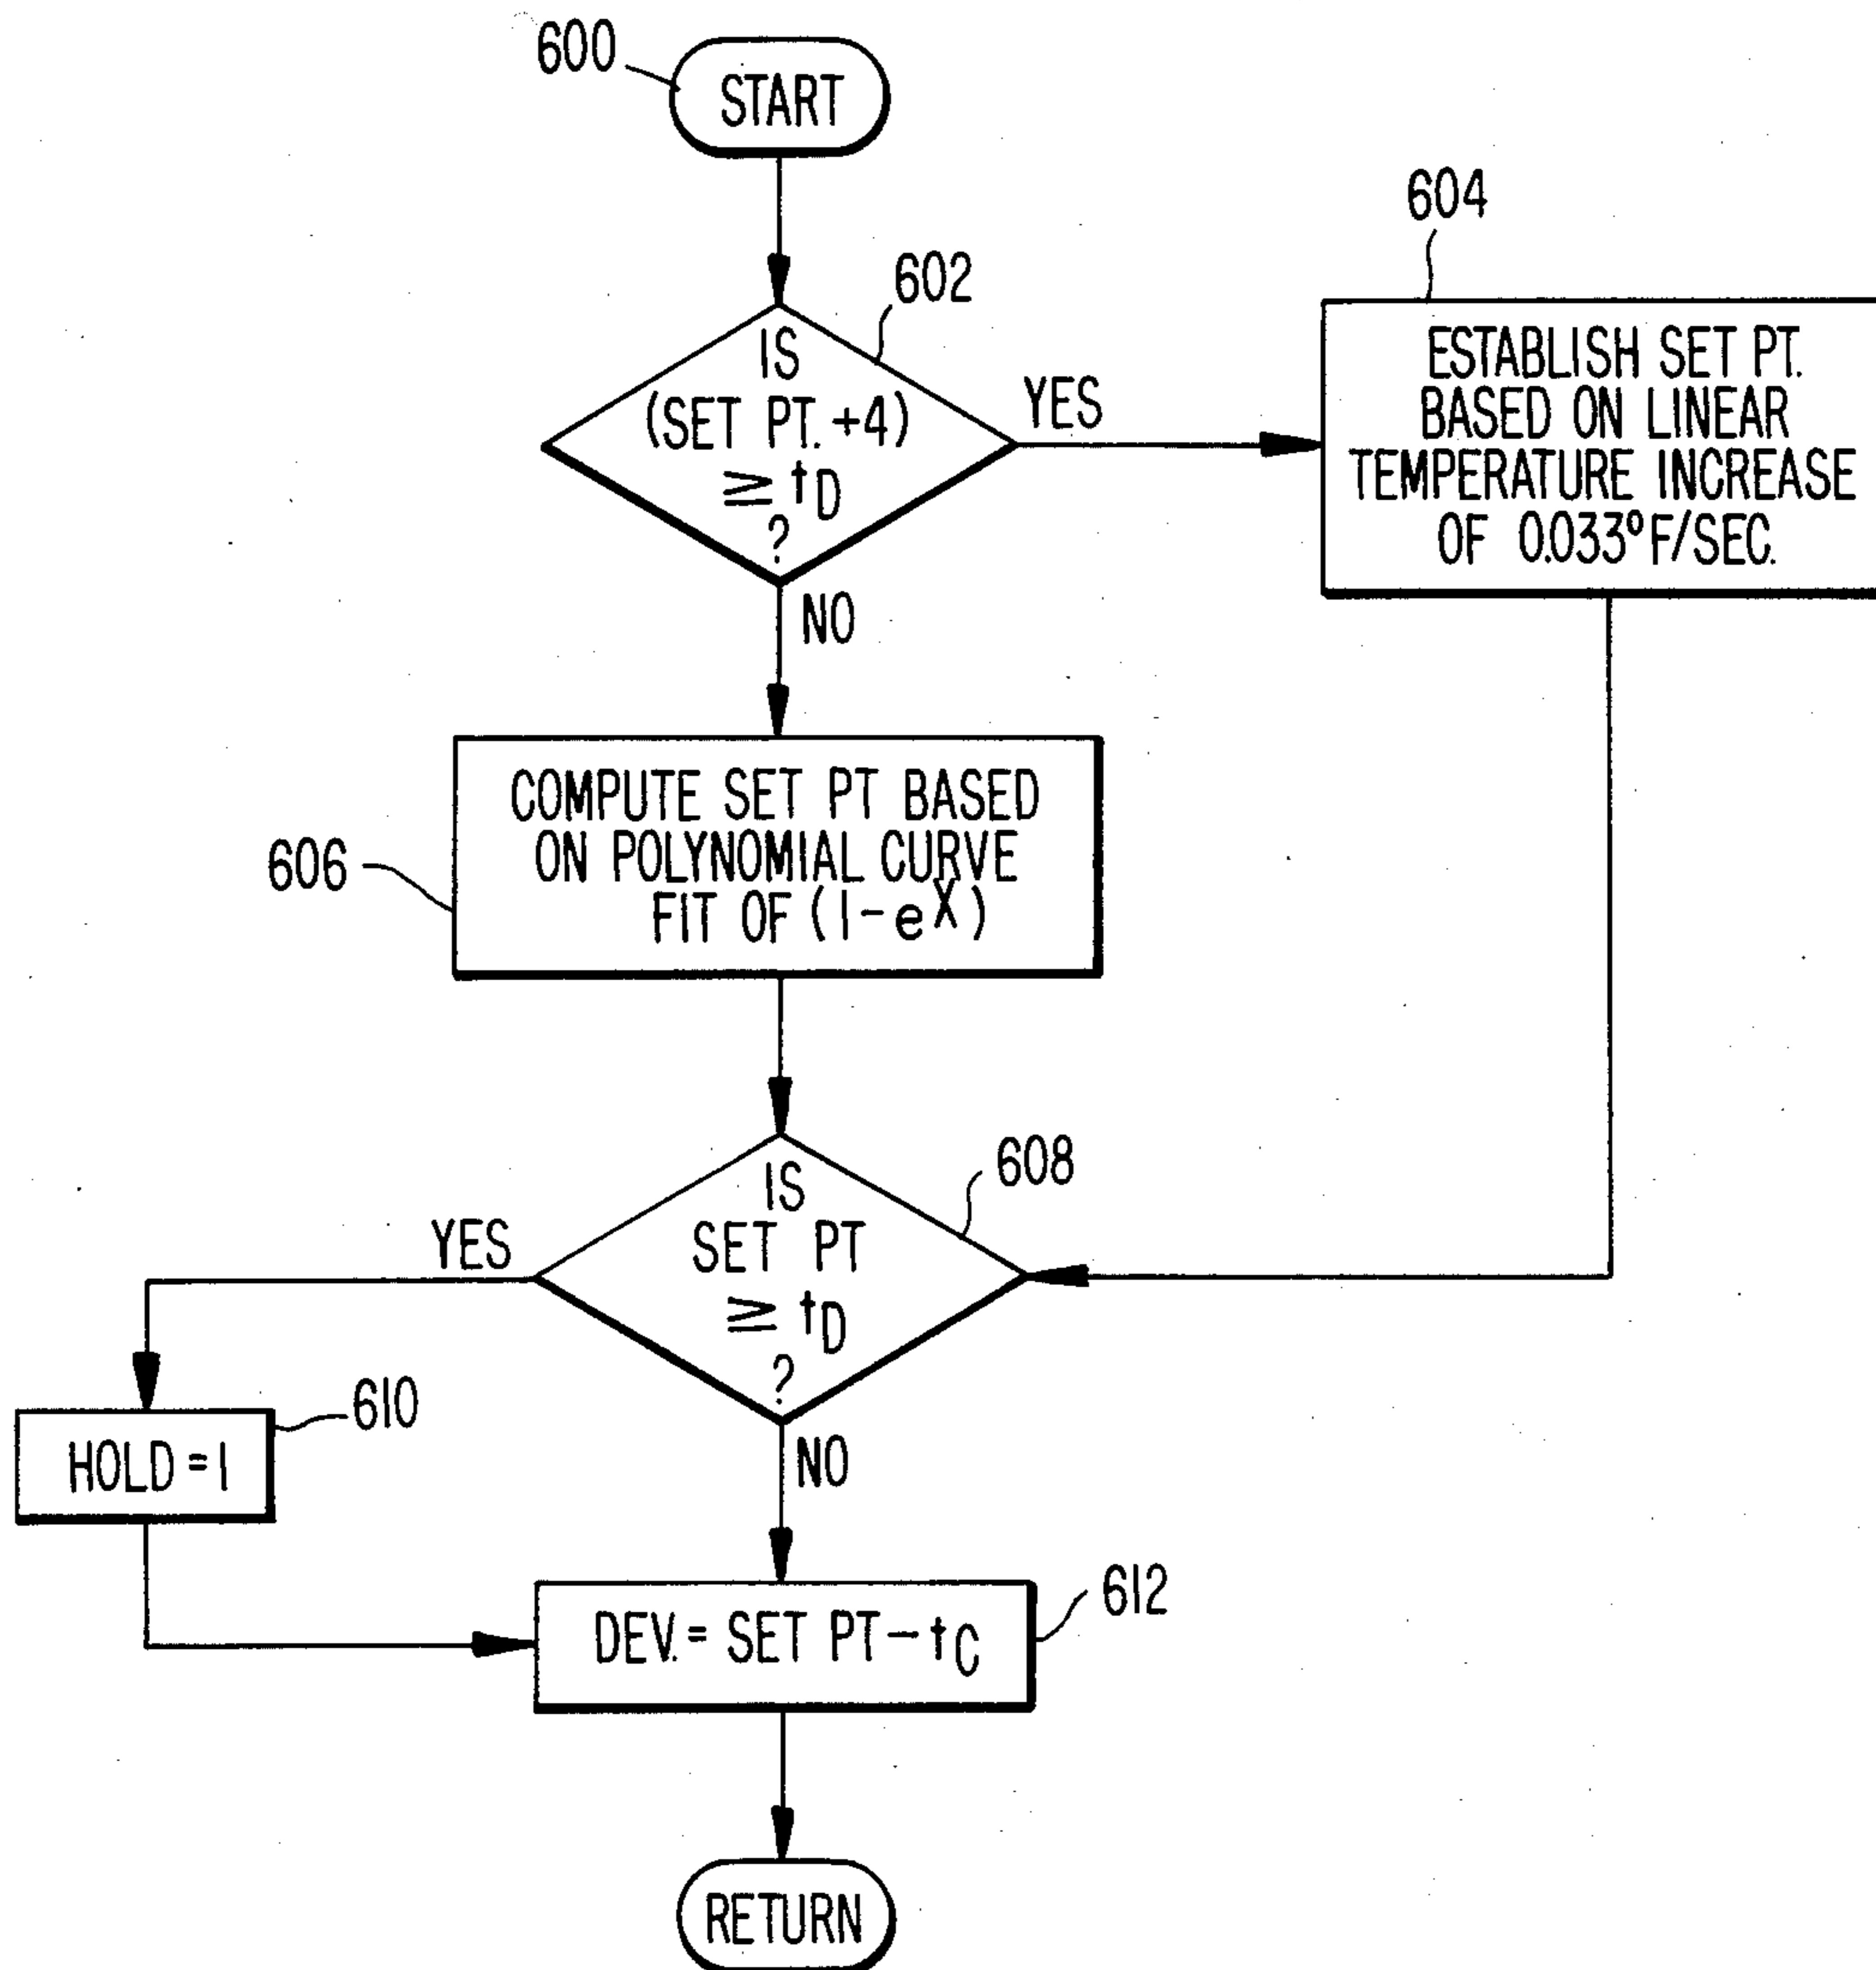 600
START
602
IS
(SET PT. +4)
≥ tD
?
YES
NO
604
ESTABLISH SET PT.
BASED ON LINEAR
TEMPERATURE INCREASE
OF 0.033°F/SEC.
606
COMPUTE SET PT BASED
ON POLYNOMIAL CURVE
FIT OF (1-eX)
608
IS
SET PT
≥ tD
?
YES
NO
610
HOLD = 1
612
DEV. = SET PT - tC
RETURN